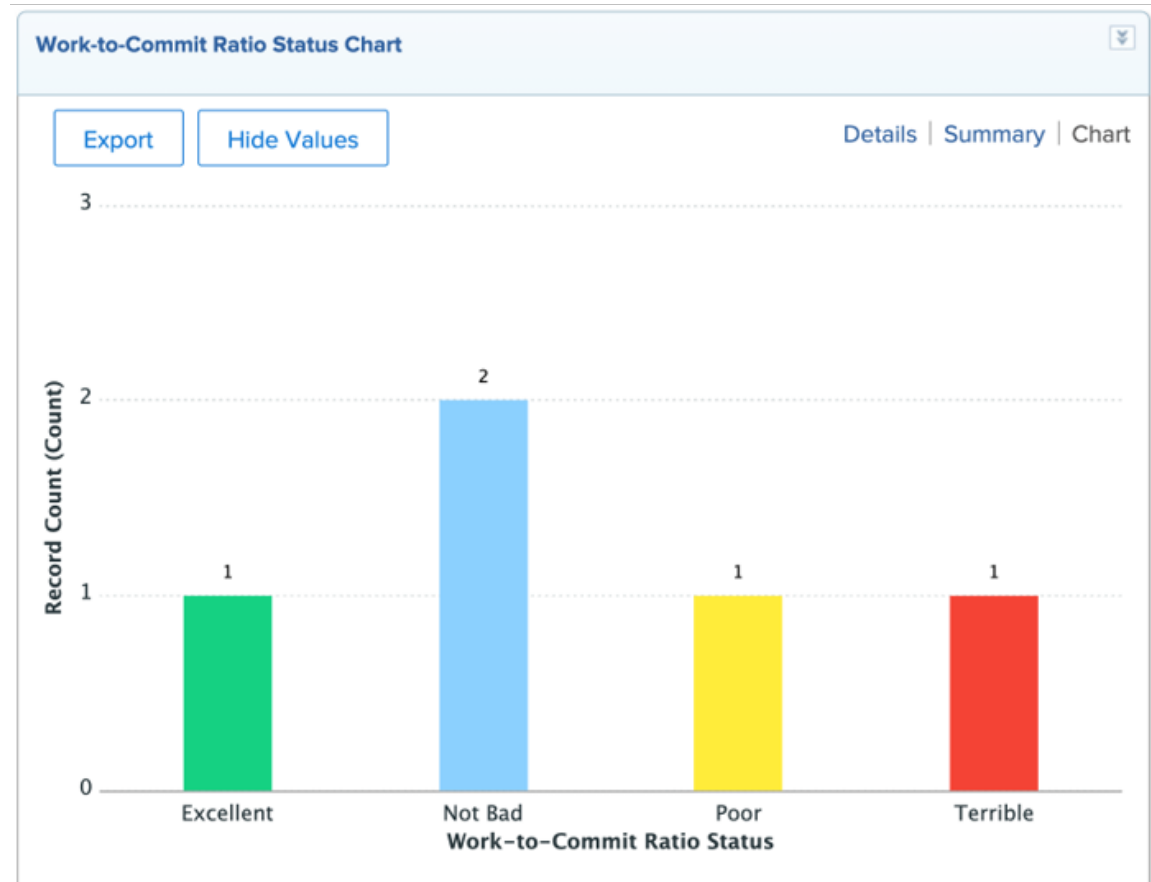 Work-to-Commit Ratio Status Chart
Export
Hide Values
Details | Summary | Chart
3
2
1
0
Record Count (Count)
1
2
1
1
Excellent
Not Bad
Poor
Terrible
Work-to-Commit Ratio Status